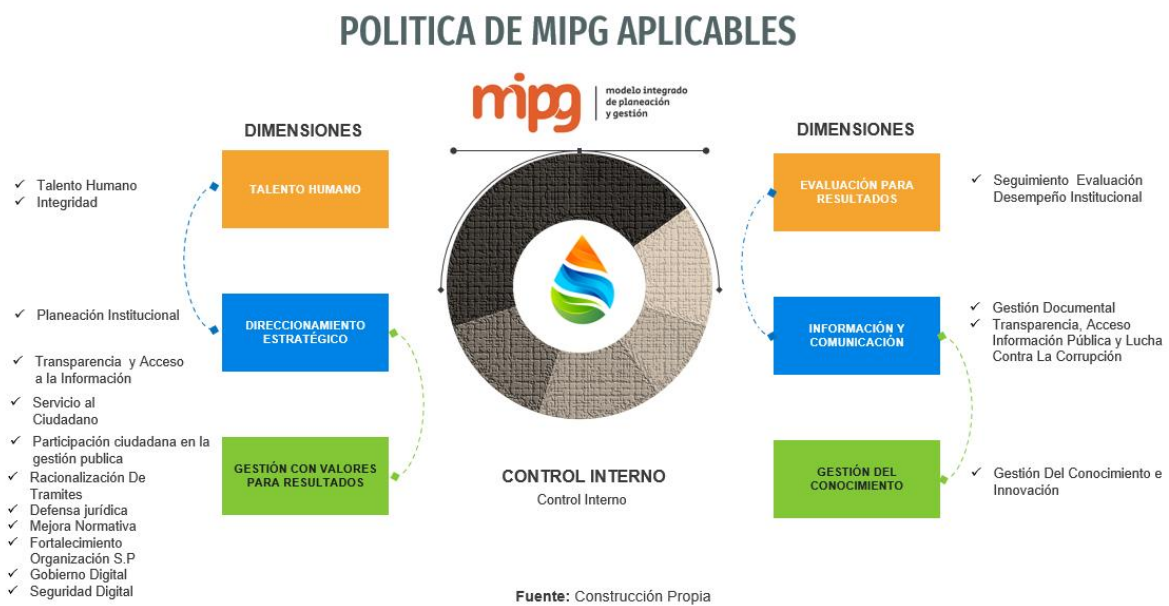 POLITICA DE MIPG APLICABLES
mipg
modelo integrado
de planeación
y gestión
DIMENSIONES
TALENTO HUMANO
✓ Talento Humano
✓ Integridad
DIRECCIONAMIENTO
ESTRATÉGICO
✓ Planeación Institucional
✓ Transparencia y Acceso
a la Información
✓ Servicio al
Ciudadano
✓ Participación ciudadana en la
gestión publica
✓ Racionalización De
Tramites
✓ Defensa jurídica
✓ Mejora Normativa
✓ Fortalecimiento
Organización S.P
✓ Gobierno Digital
✓ Seguridad Digital
GESTIÓN CON VALORES
PARA RESULTADOS
CONTROL INTERNO
Control Interno
DIMENSIONES
EVALUACIÓN PARA
RESULTADOS
✓ Seguimiento Evaluación
Desempeño Institucional
INFORMACIÓN Y
COMUNICACIÓN
✓ Gestión Documental
✓ Transparencia, Acceso
Información Pública y Lucha
Contra La Corrupción
GESTIÓN DEL
CONOCIMIENTO
✓ Gestión Del Conocimiento e
Innovación
Fuente: Construcción Propia